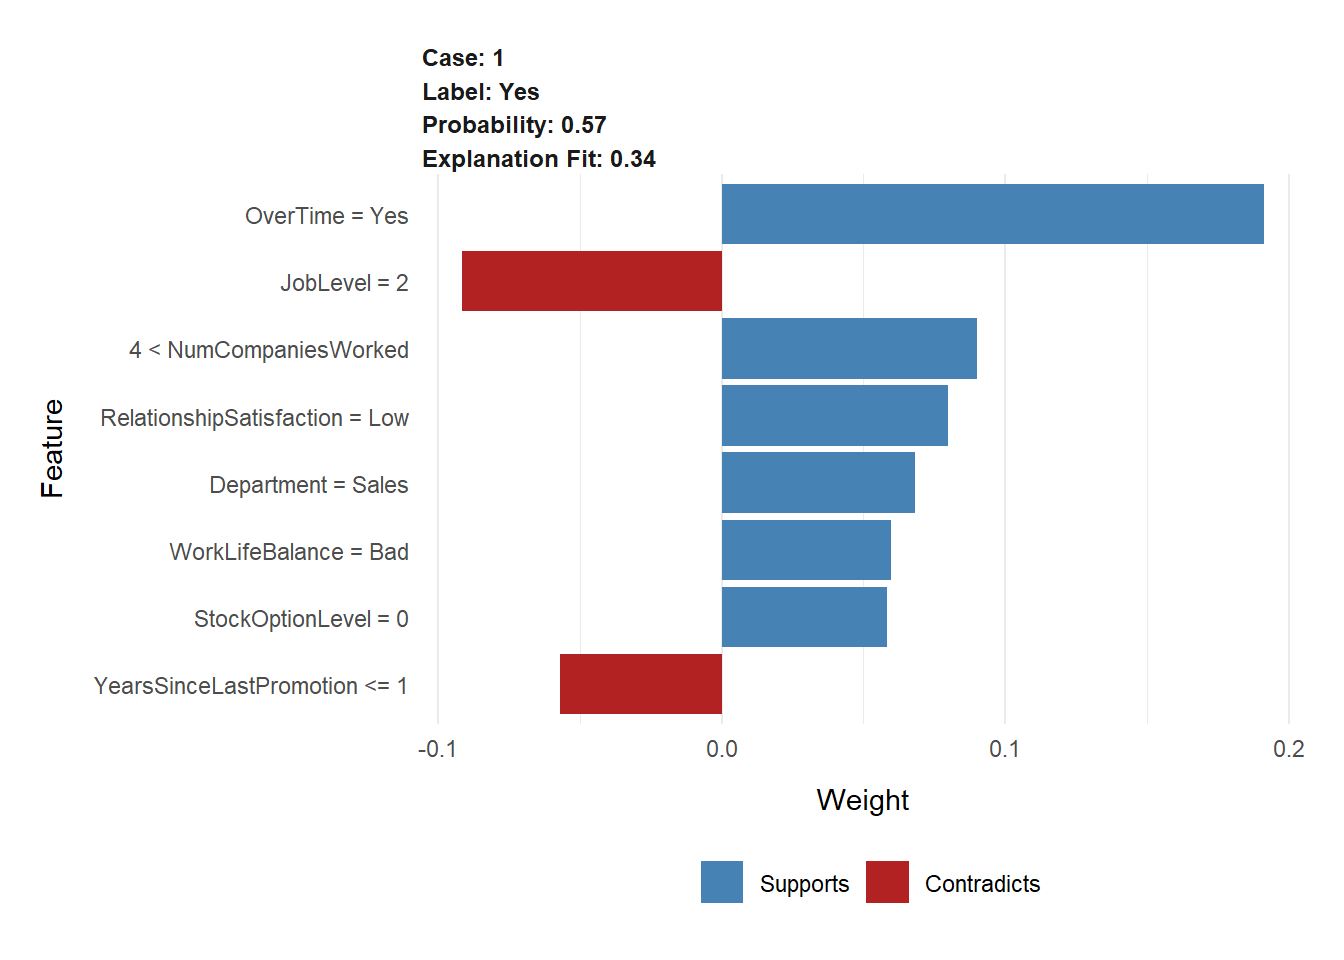 Case: 1
Label: Yes
Probability: 0.57
Explanation Fit: 0.34
OverTime = Yes
JobLevel = 2
4 < NumCompaniesWorked
RelationshipSatisfaction = Low
Department = Sales
WorkLifeBalance = Bad
StockOptionLevel = 0
YearsSinceLastPromotion <= 1
Feature
-0.1 0.0 0.1 0.2
Weight
Supports Contradicts